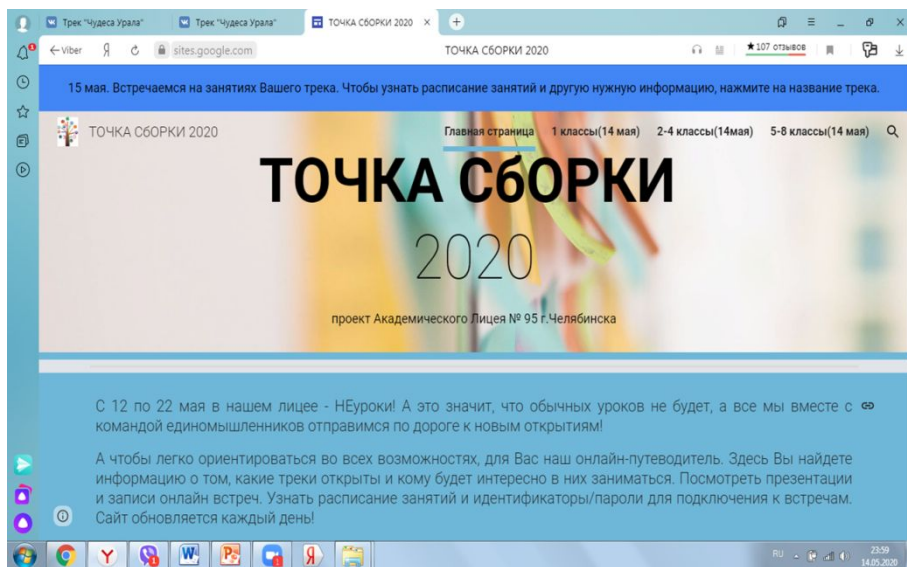 Трек "Чудеса Урала"
Трек "Чудеса Урала"
ТОЧКА СбОРКИ 2020
Viber
sites.google.com
ТОЧКА СбОРКИ 2020
107 отзывов
15 мая. Встречаемся на занятиях Вашего трека. Чтобы узнать расписание занятий и другую нужную информацию, нажмите на название трека.
ТОЧКА СбОРКИ 2020
Главная страница
1 классы(14 мая)
2-4 классы(14мая)
5-8 классы(14 мая)
ТОЧКА СбОРКИ
2020
проект Академического Лицея № 95 г.Челябинска
С 12 по 22 мая в нашем лицее - НЕуроки! А это значит, что обычных уроков не будет, а все мы вместе с
командой единомышленников отправимся по дороге к новым открытиям!
А чтобы легко ориентироваться во всех возможностях, для Вас наш онлайн-путеводитель. Здесь Вы найдете
информацию о том, какие треки открыты и кому будет интересно в них заниматься. Посмотреть презентации
и записи онлайн встреч. Узнать расписание занятий и идентификаторы/пароли для подключения к встречам.
Сайт обновляется каждый день!
RU
23:59
14.05.2020